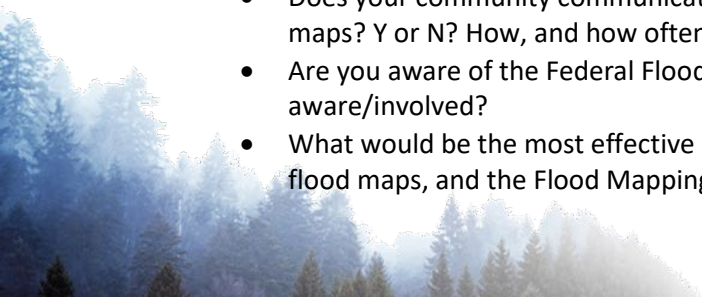 • Does your community communicat
maps? Y or N? How, and how often
• Are you aware of the Federal Flood
aware/involved?
• What would be the most effective
flood maps, and the Flood Mapping